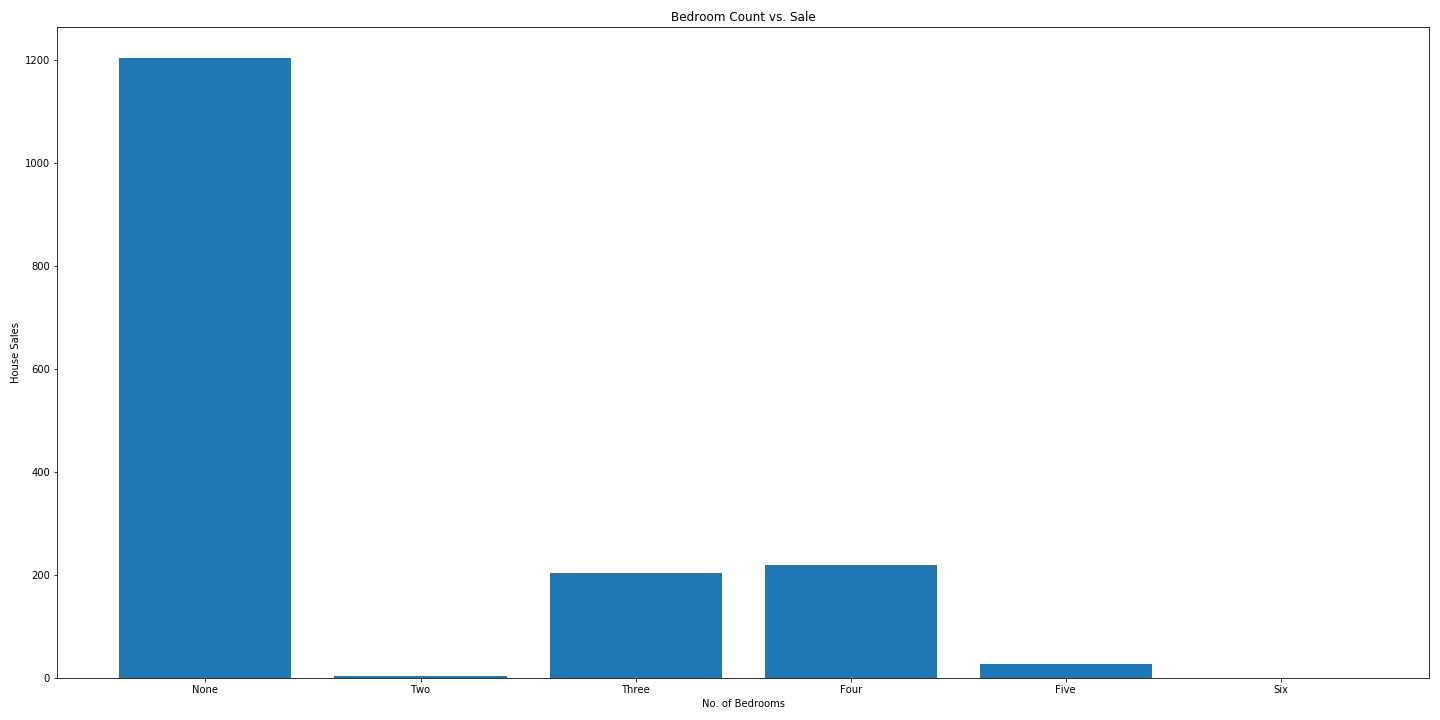 Bedroom Count vs. Sale
1200
1000
800
600
400
200
0
House Sales
None Two Three Four Five Six
No. of Bedrooms